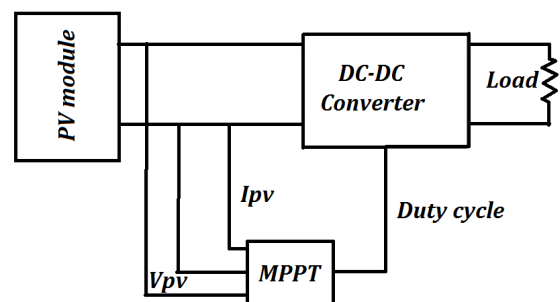 PV module
DC-DC
Converter
Load
Ipv
Duty cycle
Vpv
MPPT